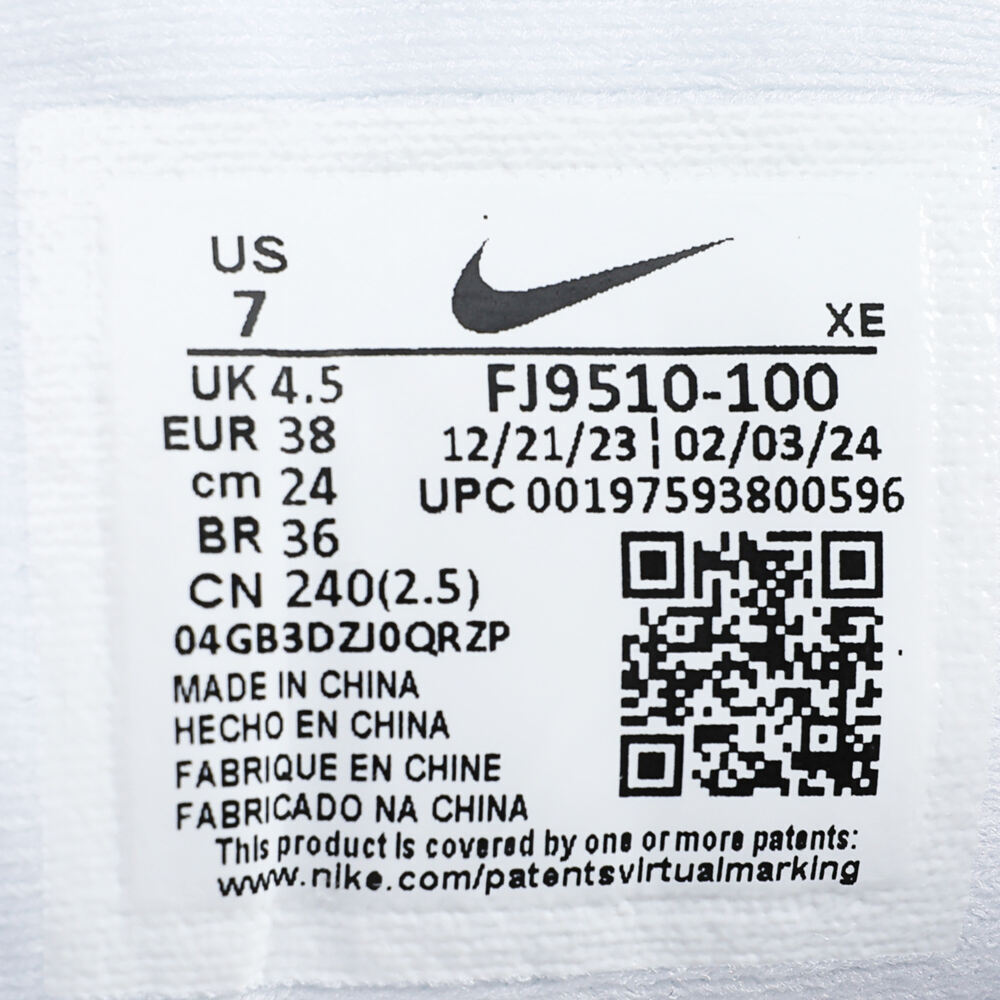 US
7
XE
UK 4.5
EUR 38
cm 24
BR 36
CN 240(2.5)
FJ9510-100
12/21/23 | 02/03/24
UPC 00197593800596
04GB3DZJ0QRZP
MADE IN CHINA
HECHO EN CHINA
FABRIQUE EN CHINE
FABRICADO NA CHINA
This product is covered by one or more patents:
www.nike.com/patentsvirtualmarking